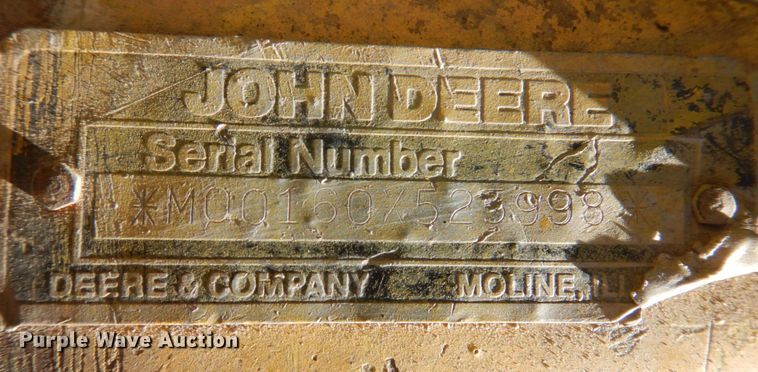 JOHN DEERE
Serial Number
*M00160X523998*
DEERE & COMPANY MOLINE, ILL
Purple Wave Auction